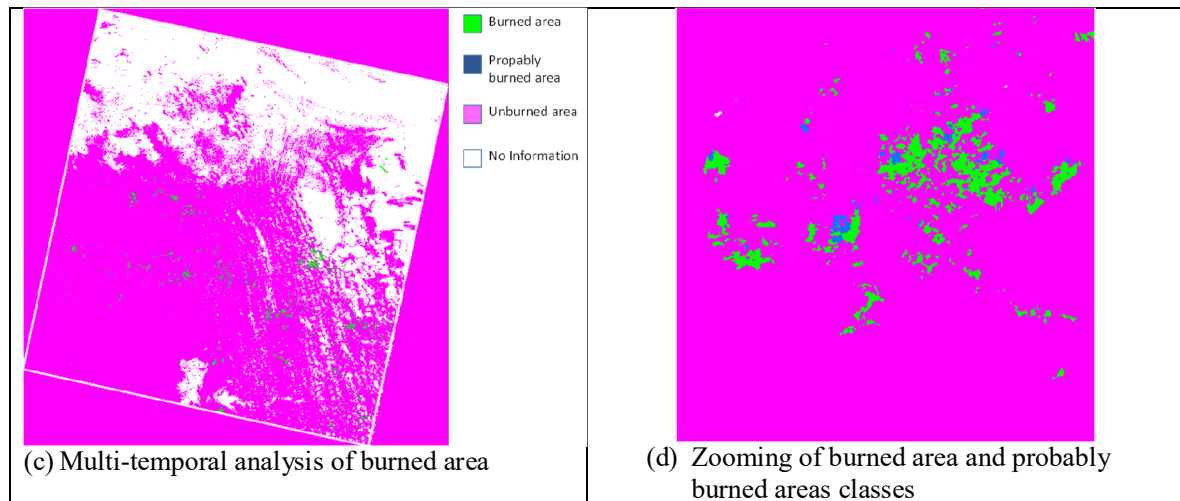 Burned area
Propably
burned area
Unburned area
No Information
(c) Multi-temporal analysis of burned area
(d) Zooming of burned area and probably
burned areas classes